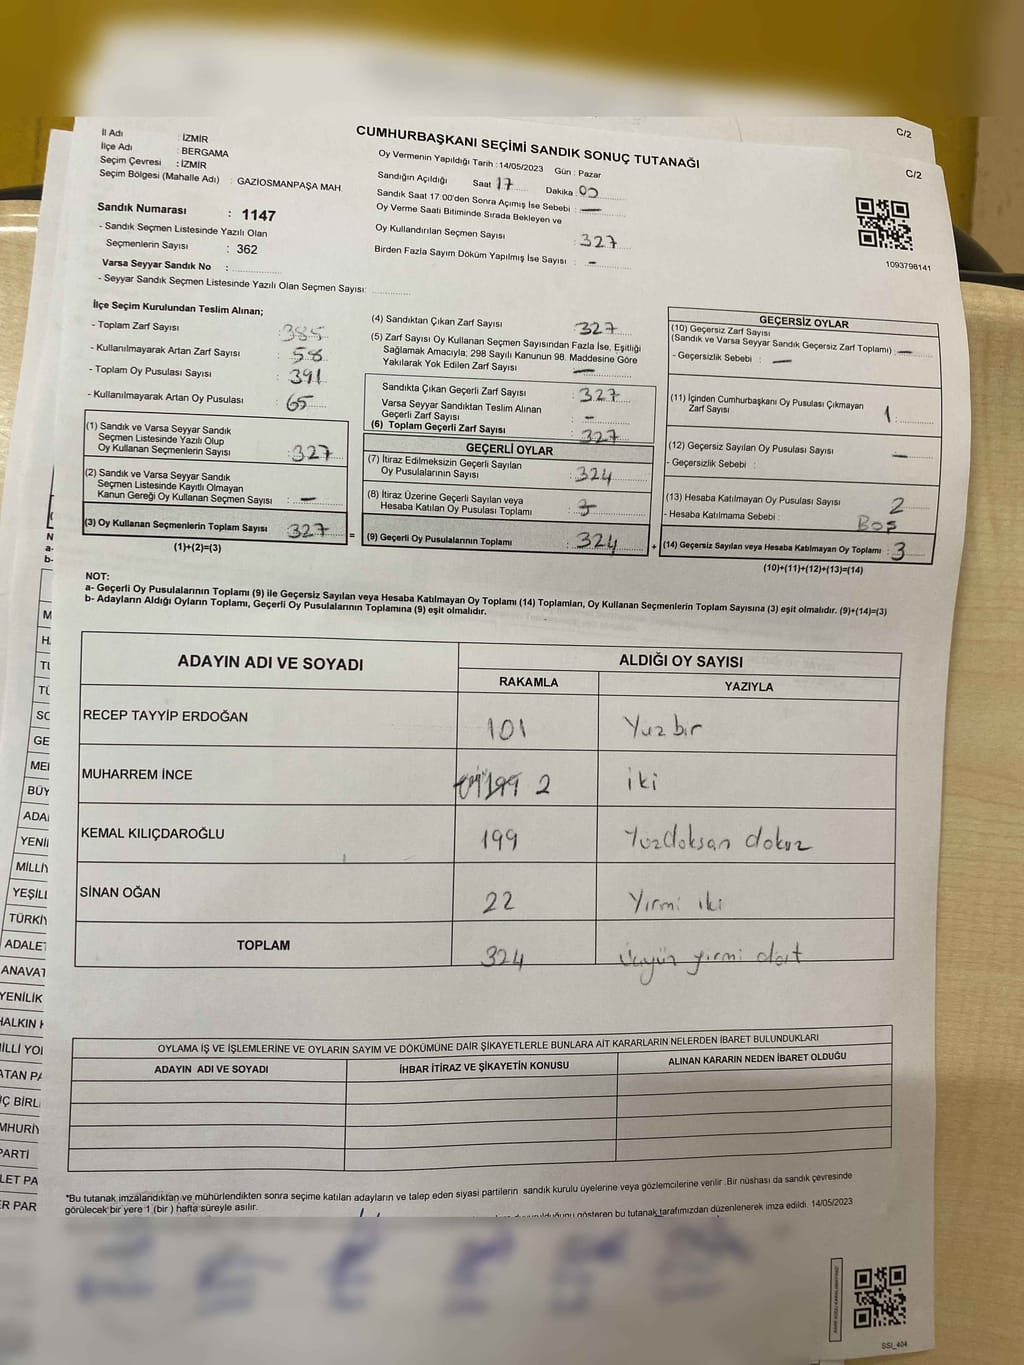 C/2
C/2
İl Adı : İZMİR
İlçe Adı : BERGAMA
Seçim Çevresi : İZMİR
Seçim Bölgesi (Mahalle Adı) : GAZİOSMANPAŞA MAH.
Sandık Numarası : 1147
- Sandık Seçmen Listesinde Yazılı Olan
Seçmenlerin Sayısı : 362
Varsa Seyyar Sandık No :
- Seyyar Sandık Seçmen Listesinde Yazılı Olan Seçmen Sayısı:
CUMHURBAŞKANI SEÇİMİ SANDIK SONUÇ TUTANAĞI
Oy Vermenin Yapıldığı Tarih : 14/05/2023 Gün : Pazar
Sandığın Açıldığı Saat 17 Dakika 00
Sandık Saat 17:00'den Sonra Açımış İse Sebebi : —
Oy Verme Saati Bitiminde Sırada Bekleyen ve
Oy Kullandırılan Seçmen Sayısı : 327
Birden Fazla Sayım Döküm Yapılmış İse Sayısı : -
1093798141
İlçe Seçim Kurulundan Teslim Alınan;
- Toplam Zarf Sayısı : 385
- Kullanılmayarak Artan Zarf Sayısı : 58
- Toplam Oy Pusulası Sayısı : 391
- Kullanılmayarak Artan Oy Pusulası : 65
(1) Sandık ve Varsa Seyyar Sandık
Seçmen Listesinde Yazılı Olup
Oy Kullanan Seçmenlerin Sayısı : 327
(2) Sandık ve Varsa Seyyar Sandık
Seçmen Listesinde Kayıtlı Olmayan
Kanun Gereği Oy Kullanan Seçmen Sayısı : —
(3) Oy Kullanan Seçmenlerin Toplam Sayısı : 327
(1)+(2)=(3)
=
(4) Sandıktan Çıkan Zarf Sayısı : 327
(5) Zarf Sayısı Oy Kullanan Seçmen Sayısından Fazla İse, Eşitliği
Sağlamak Amacıyla; 298 Sayılı Kanunun 98. Maddesine Göre
Yakılarak Yok Edilen Zarf Sayısı : —
Sandıkta Çıkan Geçerli Zarf Sayısı : 327
Varsa Seyyar Sandıktan Teslim Alınan
Geçerli Zarf Sayısı : -
(6) Toplam Geçerli Zarf Sayısı : 327
GEÇERLİ OYLAR
(7) İtiraz Edilmeksizin Geçerli Sayılan
Oy Pusulalarının Sayısı : 324
(8) İtiraz Üzerine Geçerli Sayılan veya
Hesaba Katılan Oy Pusulası Toplamı :
(9) Geçerli Oy Pusulalarının Toplamı : 324
+
GEÇERSİZ OYLAR
(10) Geçersiz Zarf Sayısı
(Sandık ve Varsa Seyyar Sandık Geçersiz Zarf Toplamı) : —
- Geçersizlik Sebebi : —
(11) İçinden Cumhurbaşkanı Oy Pusulası Çıkmayan
Zarf Sayısı : 1
(12) Geçersiz Sayılan Oy Pusulası Sayısı : —
- Geçersizlik Sebebi :
(13) Hesaba Katılmayan Oy Pusulası Sayısı : 2
- Hesaba Katılmama Sebebi : Boş
(14) Geçersiz Sayılan veya Hesaba Katılmayan Oy Toplamı : 3
(10)+(11)+(12)+(13)=(14)
NOT:
a- Geçerli Oy Pusulalarının Toplamı (9) ile Geçersiz Sayılan veya Hesaba Katılmayan Oy Toplamı (14) Toplamları, Oy Kullanan Seçmenlerin Toplam Sayısına (3) eşit olmalıdır. (9)+(14)=(3)
b- Adayların Aldığı Oyların Toplamı, Geçerli Oy Pusulalarının Toplamına (9) eşit olmalıdır.
ADAYIN ADI VE SOYADI ALDIĞI OY SAYISI
RAKAMLA YAZIYLA
RECEP TAYYİP ERDOĞAN 101 Yüzbir
MUHARREM İNCE 2 iki
KEMAL KILIÇDAROĞLU 199 Yüzdoksan dokuz
SİNAN OĞAN 22 Yirmi iki
TOPLAM 324 Üçyüz yirmi dört
OYLAMA İŞ VE İŞLEMLERİNE VE OYLARIN SAYIM VE DÖKÜMÜNE DAİR ŞİKAYETLERLE BUNLARA AİT KARARLARIN NELERDEN İBARET BULUNDUKLARI
ADAYIN ADI VE SOYADI İHBAR İTİRAZ VE ŞİKAYETİN KONUSU ALINAN KARARIN NEDEN İBARET OLDUĞU
*Bu tutanak imzalandıktan ve mühürlendikten sonra seçime katılan adayların ve talep eden siyasi partilerin sandık kurulu üyelerine veya gözlemcilerine verilir. Bir nüshası da sandık çevresinde
görülecek bir yere 1 (bir) hafta süreyle asılır.
gösteren bu tutanak tarafımızdan düzenlenerek imza edildi. 14/05/2023
SSI_404
N
a-
b-
M
H
TÜ
SC
GE
MEI
BÜY
ADAI
YENİ
MİLLİY
YEŞİLI
TÜRKİY
ADALET
ANAVAT
YENİLİK
HALKIN
İLLİ YOI
ATAN PA
Ç BİRLİ
MHURİY
PARTİ
LET PA
R PAR